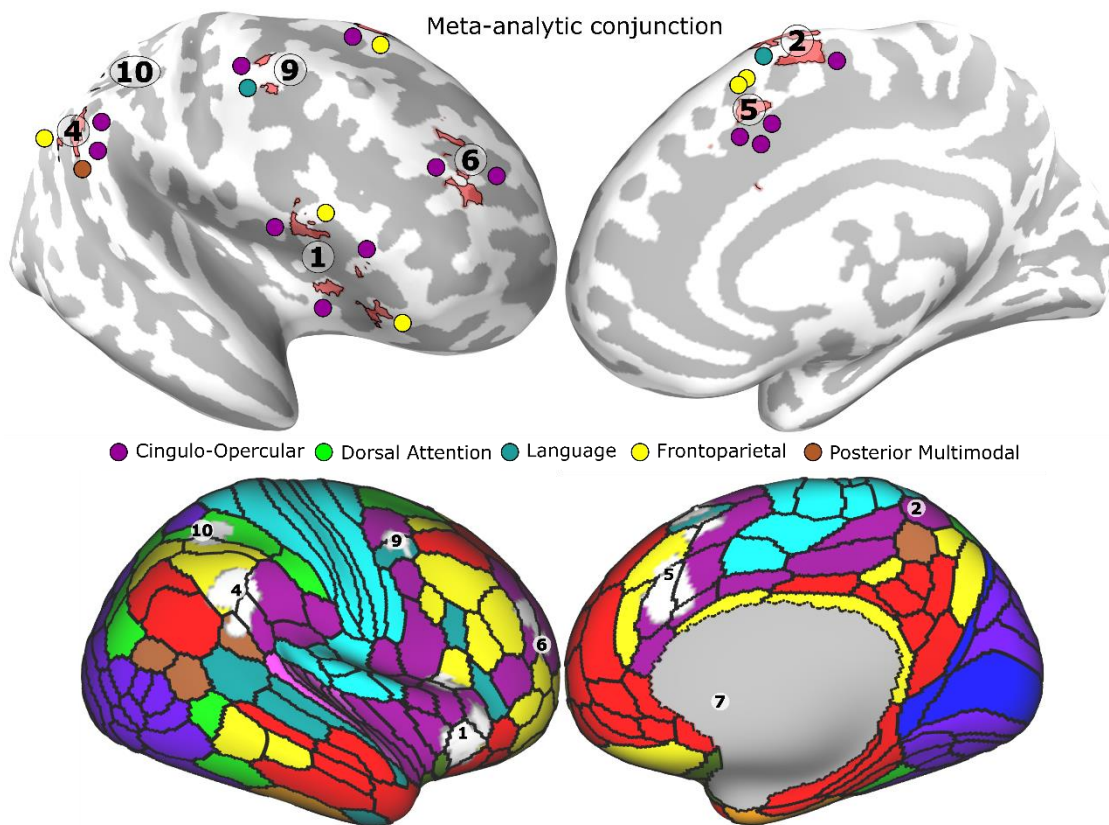 Meta-analytic conjunction
10
9
4
6
1
2
5
Cingulo-Opercular
Dorsal Attention
Language
Frontoparietal
Posterior Multimodal
10
9
4
6
1
2
5
7